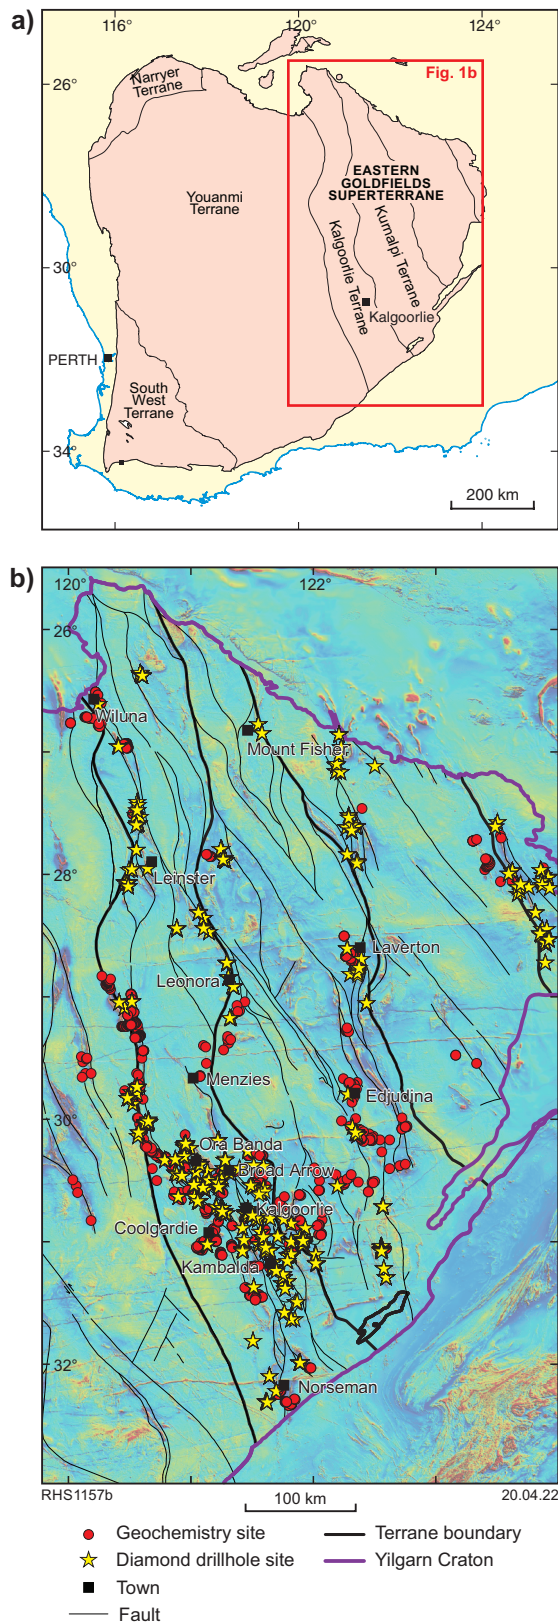 a)
116°
120°
124°
Narryer
Terrane
Fig. 1b
26°
EASTERN
GOLDFIELDS
SUPERTERRANE
Youanmi
Terrane
Kurnalpi Terrane
Kalgoorlie Terrane
30°
Kalgoorlie
PERTH
South
West
Terrane
34°
200 km
b)
120°
122°
26°
Wiluna
Mount Fisher
28°
Leinster
Laverton
Leonora
Menzies
Edjudina
30°
Ora Banda
Broad Arrow
Kalgoorlie
Coolgardie
Kambalda
32°
Norseman
RHS1157b
100 km
20.04.22
Geochemistry site
Terrane boundary
Diamond drillhole site
Yilgarn Craton
Town
Fault